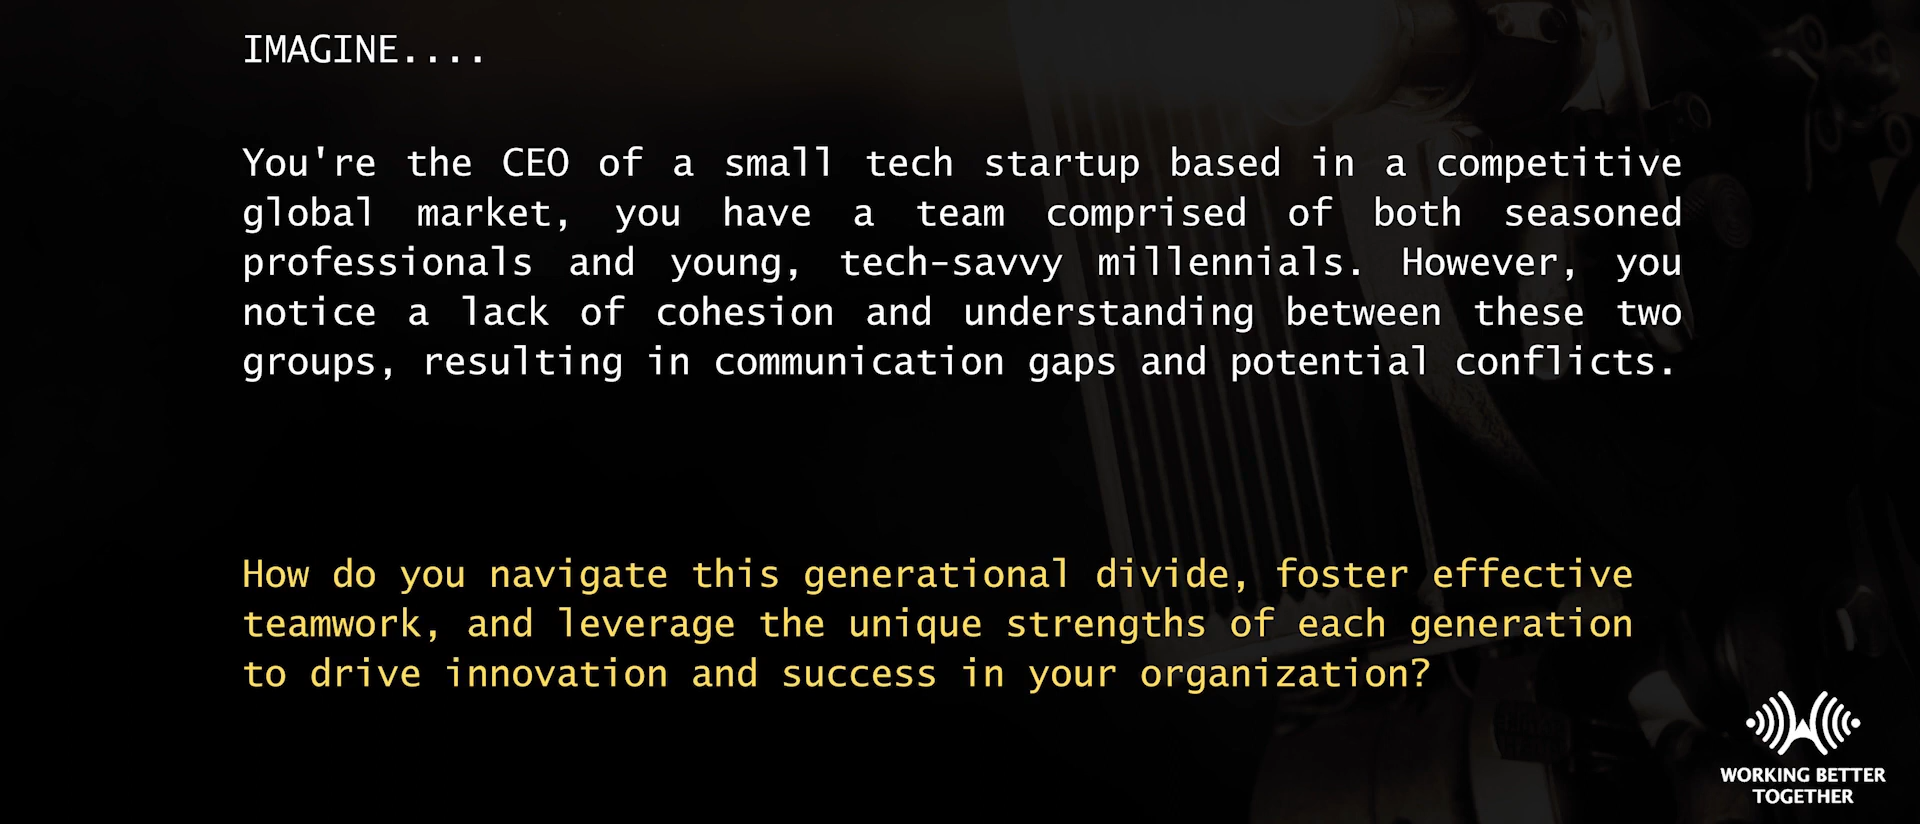 IMAGINE....
You're the CEO of a small tech startup based in a competitive
global market, you have a team comprised of both seasoned
professionals and young, tech-savvy millennials. However, you
notice a lack of cohesion and understanding between these two
groups, resulting in communication gaps and potential conflicts.
How do you navigate this generational divide, foster effective
teamwork, and leverage the unique strengths of each generation
to drive innovation and success in your organization?
WORKING BETTER
TOGETHER